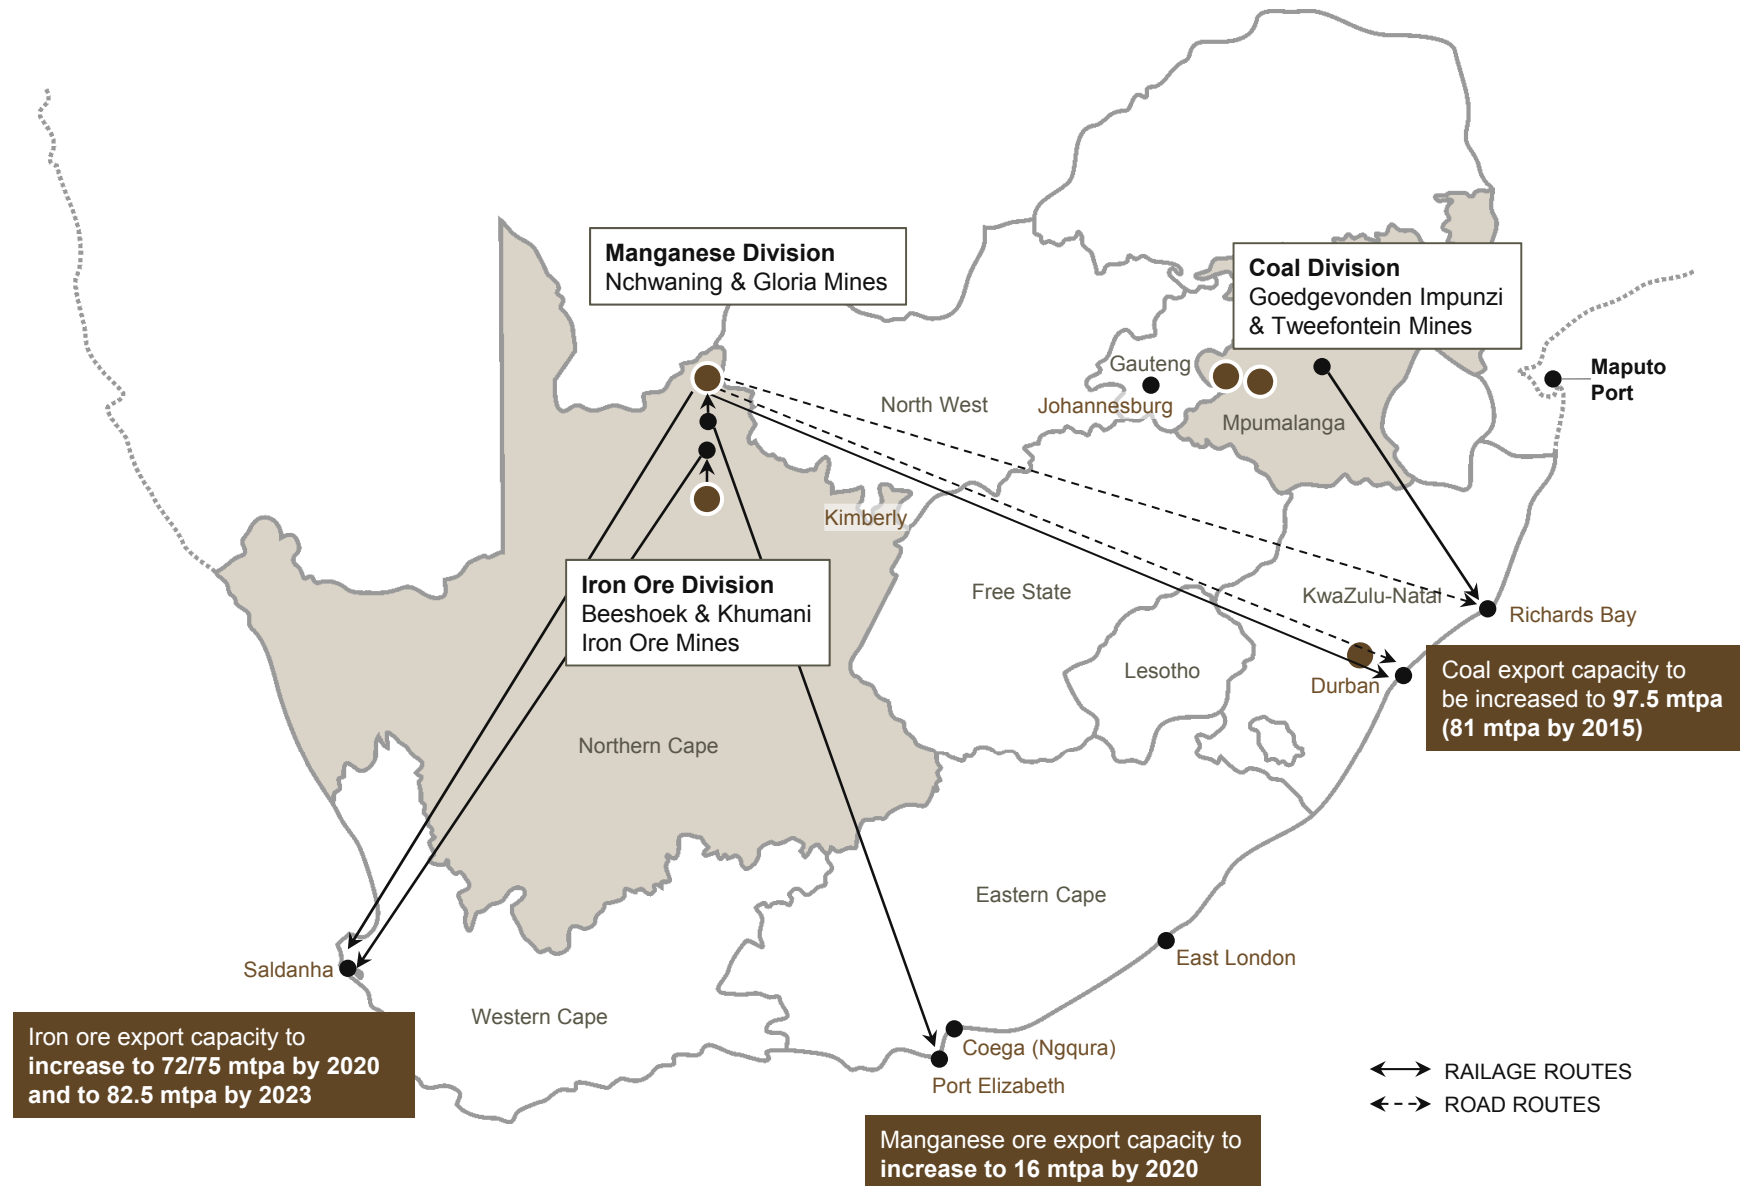 Manganese Division
Nchwaning & Gloria Mines
Coal Division
Goedgevonden Impunzi
& Tweefontein Mines
Gauteng
Johannesburg
North West
Mpumalanga
Maputo
Port
Kimberly
Iron Ore Division
Beeshoek & Khumani
Iron Ore Mines
Free State
KwaZulu-Natal
Richards Bay
Lesotho
Durban
Coal export capacity to
be increased to 97.5 mtpa
(81 mtpa by 2015)
Northern Cape
Eastern Cape
East London
Saldanha
Western Cape
Coega (Ngqura)
Port Elizabeth
Iron ore export capacity to
increase to 72/75 mtpa by 2020
and to 82.5 mtpa by 2023
RAILAGE ROUTES
ROAD ROUTES
Manganese ore export capacity to
increase to 16 mtpa by 2020